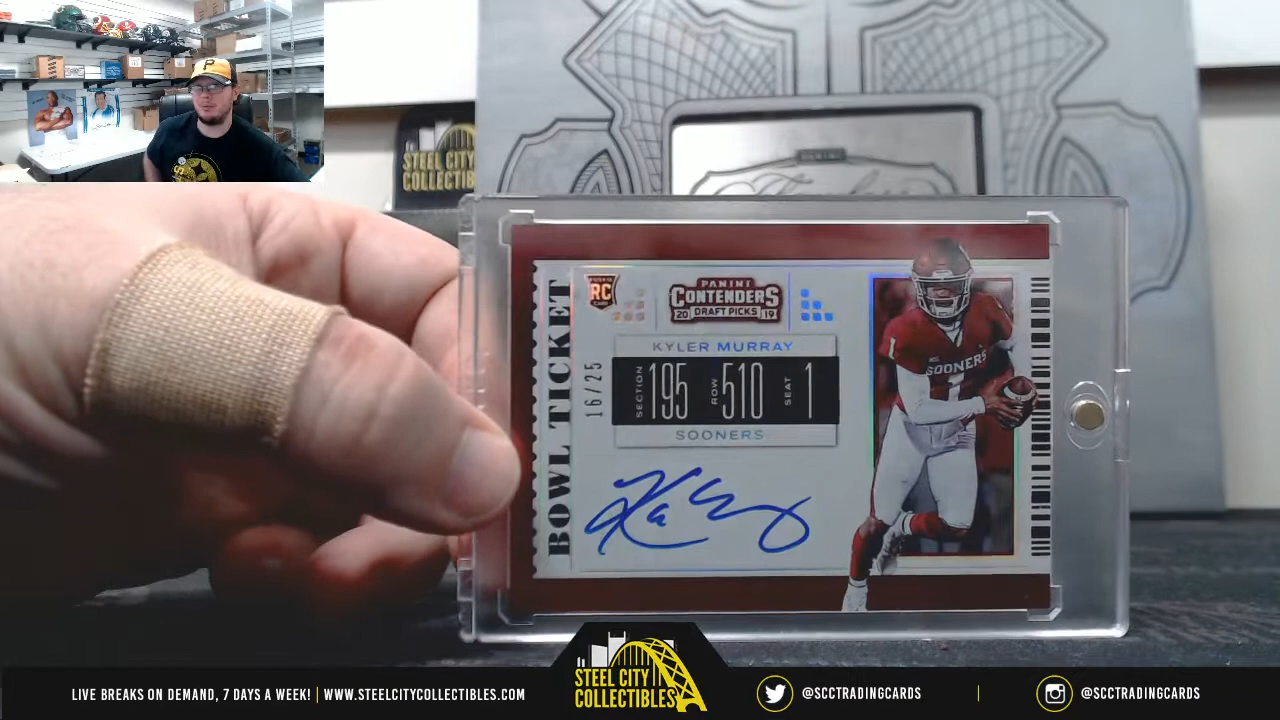 P
STEEL CITY
COLLECTIB
RC
PANINI
CONTENDERS
20 DRAFT PICKS 19
BOWL TICKET
16/25
KYLER MURRAY
SECTION 195 ROW 510 SEAT 1
SOONERS
SOONERS
1
STEEL CITY
COLLECTIBLES
LIVE BREAKS ON DEMAND, 7 DAYS A WEEK! | WWW.STEELCITYCOLLECTIBLES.COM
@SCCTRADINGCARDS | @SCCTRADINGCARDS